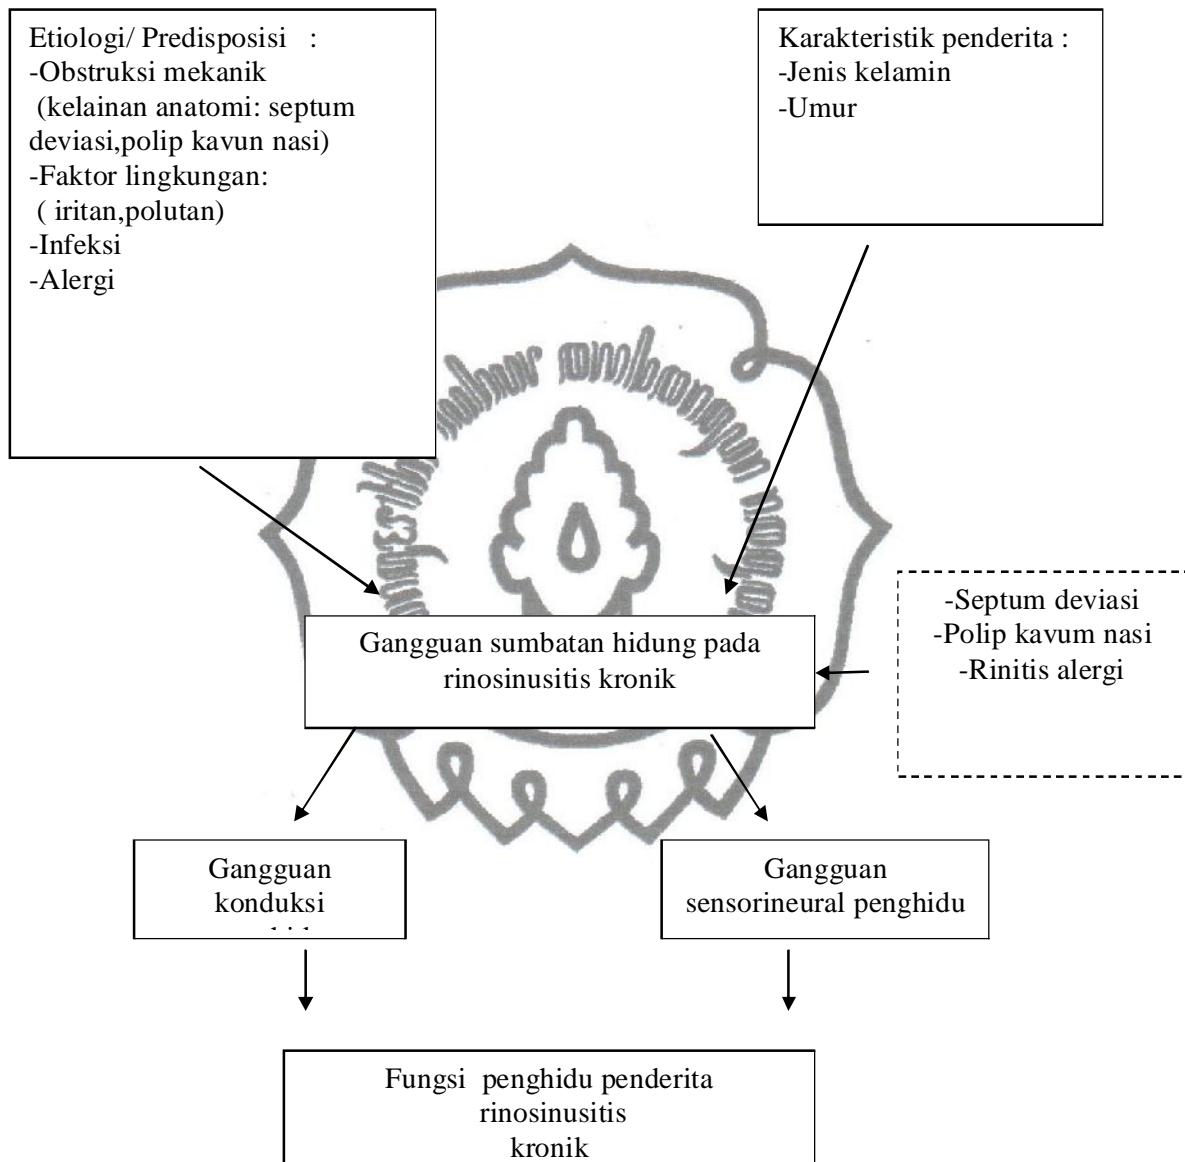 Etiologi/ Predisposisi :
-Obstruksi mekanik
(kelainan anatomi: septum
deviasi,polip kavun nasi)
-Faktor lingkungan:
( iritan,polutan)
-Infeksi
-Alergi
Karakteristik penderita :
-Jenis kelamin
-Umur
Gangguan sumbatan hidung pada
rinosinusitis kronik
-Septum deviasi
-Polip kavum nasi
-Rinitis alergi
Gangguan
konduksi
Gangguan
sensorineural penghidu
Fungsi penghidu penderita
rinosinusitis
kronik